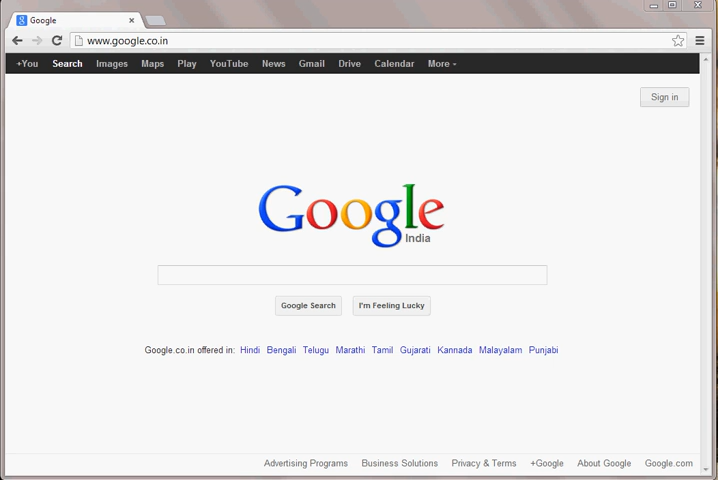 Google
www.google.co.in
+You Search Images Maps Play YouTube News Gmail Drive Calendar More
Sign in
Google
India
Google Search I'm Feeling Lucky
Google.co.in offered in: Hindi Bengali Telugu Marathi Tamil Gujarati Kannada Malayalam Punjabi
Advertising Programs Business Solutions Privacy & Terms +Google About Google Google.com